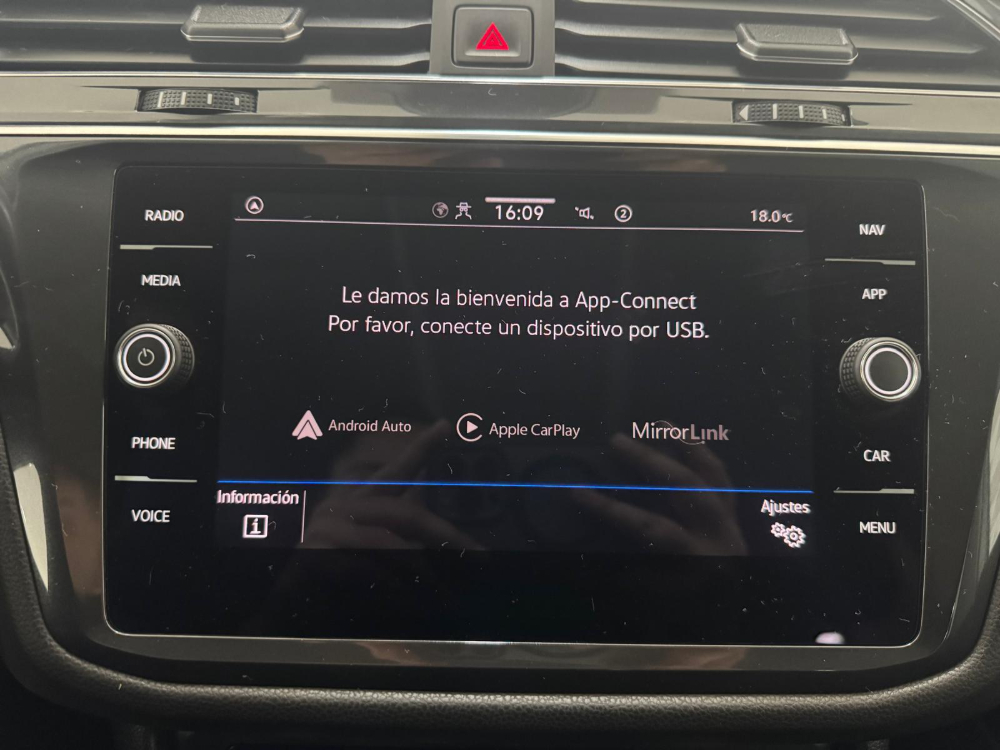 RADIO
MEDIA
PHONE
VOICE
16:09
2
18.0°C
Le damos la bienvenida a App-Connect
Por favor, conecte un dispositivo por USB.
Android Auto
Apple CarPlay
MirrorLink
Información
i
Ajustes
NAV
APP
CAR
MENU